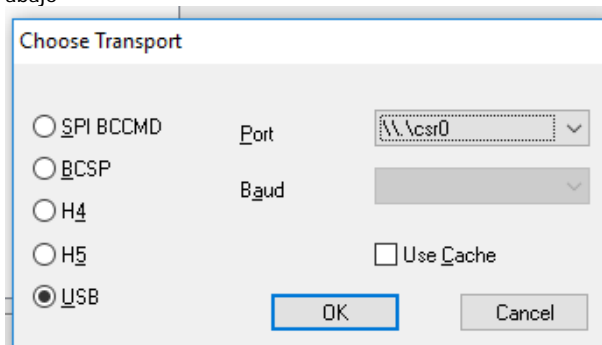 abajo
Choose Transport
SPI BCCMD
BCSP
H4
H5
USB
Port
\\.\csr0
Baud
Use Cache
OK
Cancel